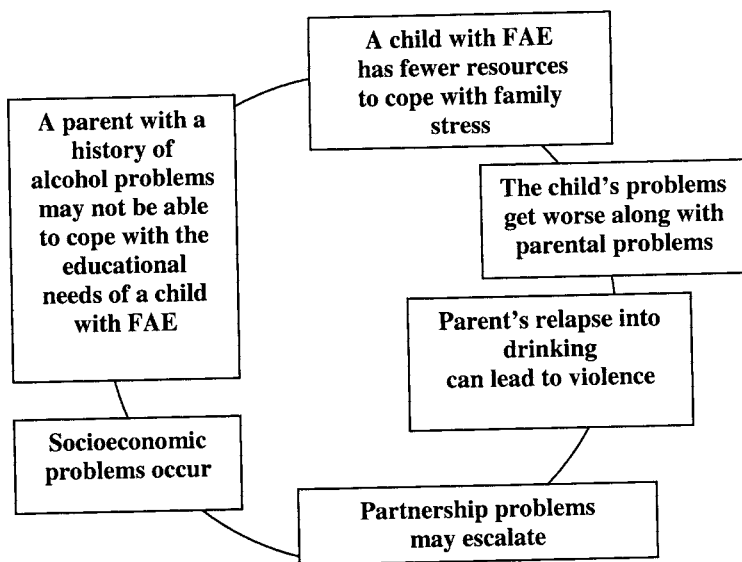 A child with FAE
has fewer resources
to cope with family
stress
A parent with a
history of
alcohol problems
may not be able
to cope with the
educational
needs of a child
with FAE
The child's problems
get worse along with
parental problems
Parent's relapse into
drinking
can lead to violence
Socioeconomic
problems occur
Partnership problems
may escalate